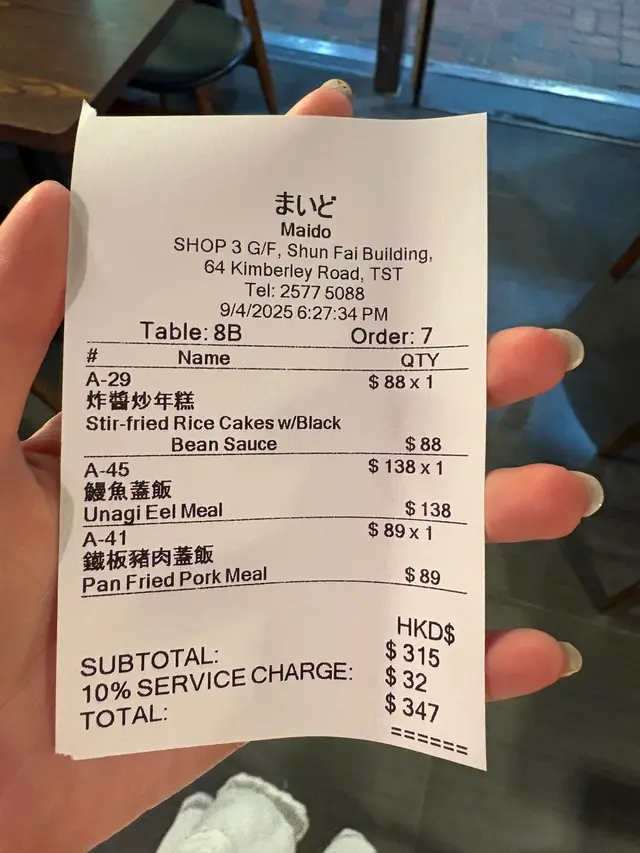 まいど
Maido
SHOP 3 G/F, Shun Fai Building,
64 Kimberley Road, TST
Tel: 2577 5088
9/4/2025 6:27:34 PM
Table: 8B Order: 7
# Name QTY
A-29 $ 88 x 1
炸醬炒年糕
Stir-fried Rice Cakes w/Black
Bean Sauce $ 88
A-45 $ 138 x 1
鰻魚蓋飯
Unagi Eel Meal $ 138
A-41 $ 89 x 1
鐵板豬肉蓋飯
Pan Fried Pork Meal $ 89
HKD$
SUBTOTAL: $ 315
10% SERVICE CHARGE: $ 32
TOTAL: $ 347
======